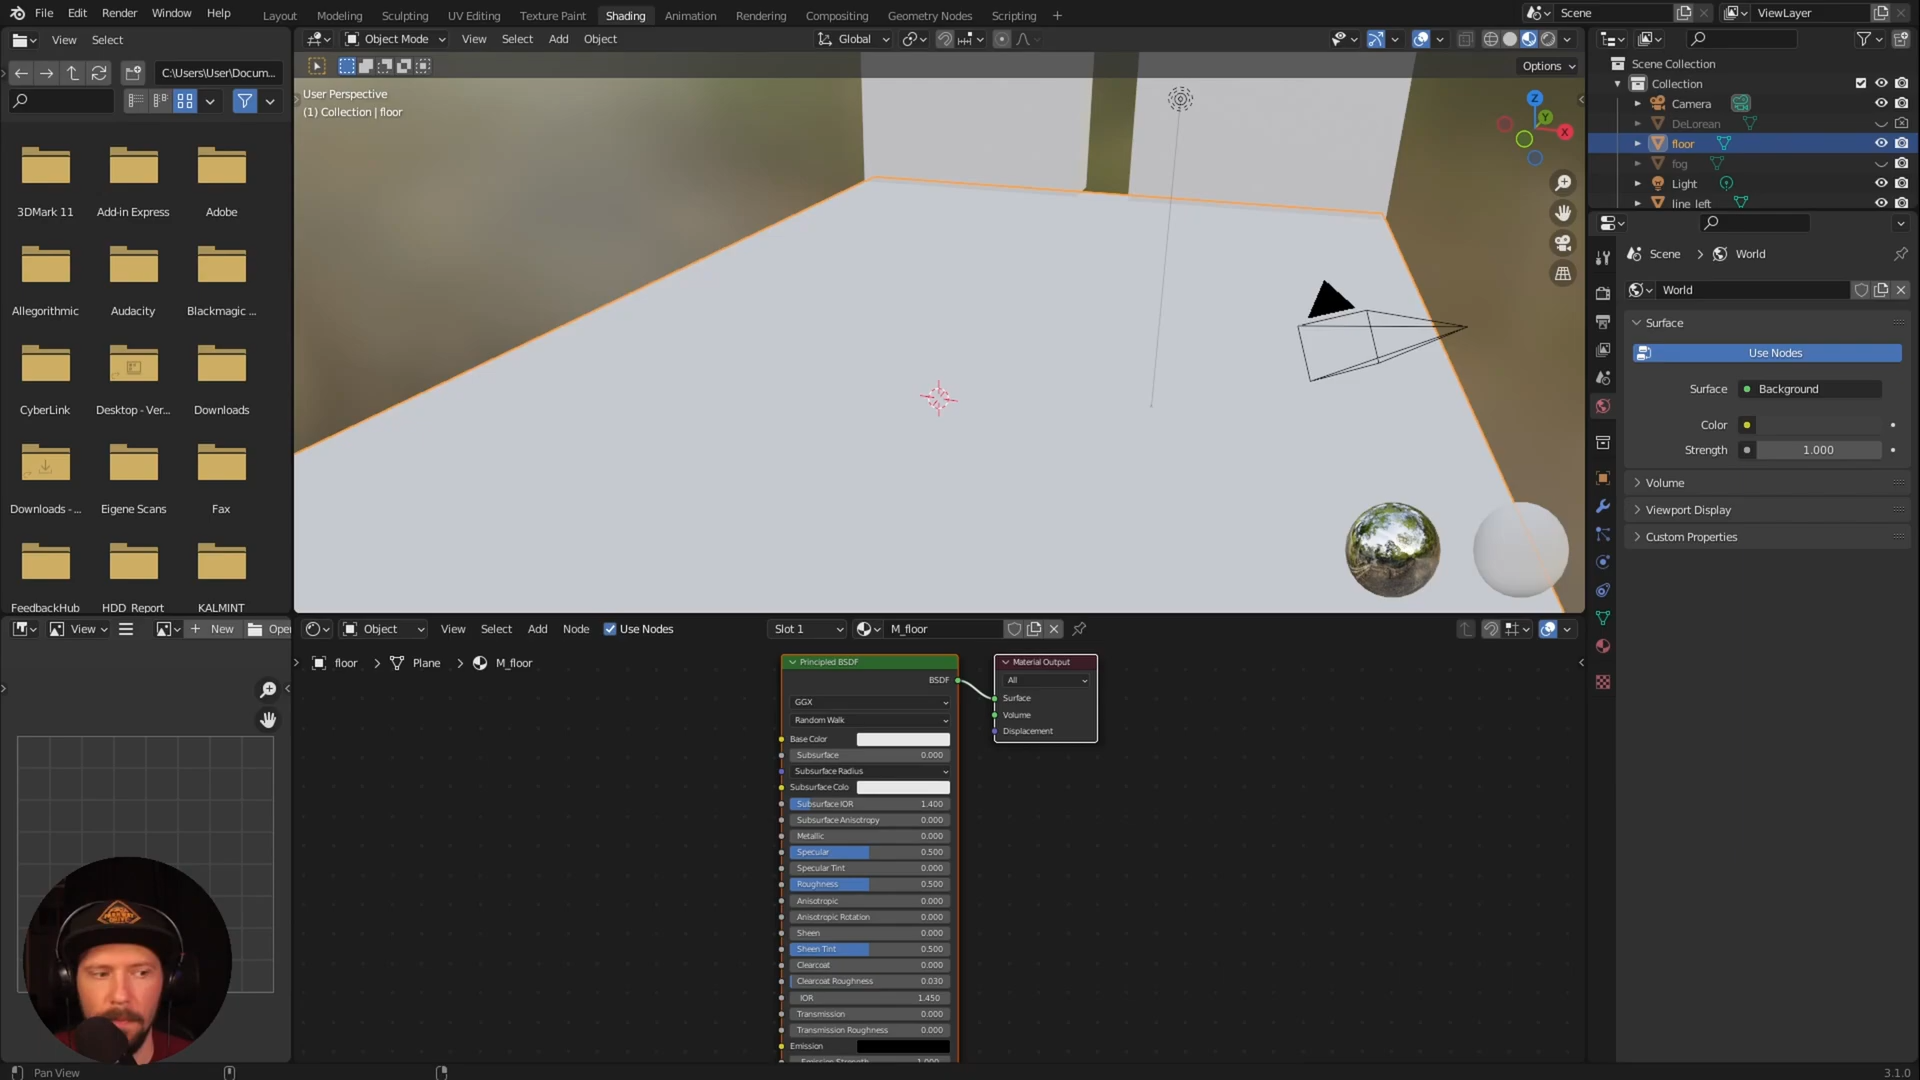 File Edit Render Window Help Layout Modeling Sculpting UV Editing Texture Paint Shading Animation Rendering Compositing Geometry Nodes Scripting + Scene ViewLayer
View Select Object Mode View Select Add Object Global
C:\Users\User\Docum... Options
User Perspective
(1) Collection | floor
3DMark 11 Add-in Express Adobe
Allegorithmic Audacity Blackmagic ...
CyberLink Desktop - Ver... Downloads
Downloads - ... Eigene Scans Fax
FeedbackHub HDD_Report KALMINT
Z
Y
X
Scene Collection
Collection
Camera
DeLorean
floor
fog
Light
line_left
Scene > World
World
Surface
Use Nodes
Surface Background
Color
Strength 1.000
Volume
Viewport Display
Custom Properties
View + New Open
Object View Select Add Node Use Nodes Slot 1 M_floor
floor > Plane > M_floor
Principled BSDF
BSDF
GGX
Random Walk
Base Color
Subsurface 0.000
Subsurface Radius
Subsurface Colo
Subsurface IOR 1.400
Subsurface Anisotropy 0.000
Metallic 0.000
Specular 0.500
Specular Tint 0.000
Roughness 0.500
Anisotropic 0.000
Anisotropic Rotation 0.000
Sheen 0.000
Sheen Tint 0.500
Clearcoat 0.000
Clearcoat Roughness 0.030
IOR 1.450
Transmission 0.000
Transmission Roughness 0.000
Emission
Emission Strength 1.000
Material Output
All
Surface
Volume
Displacement
Pan View 3.1.0